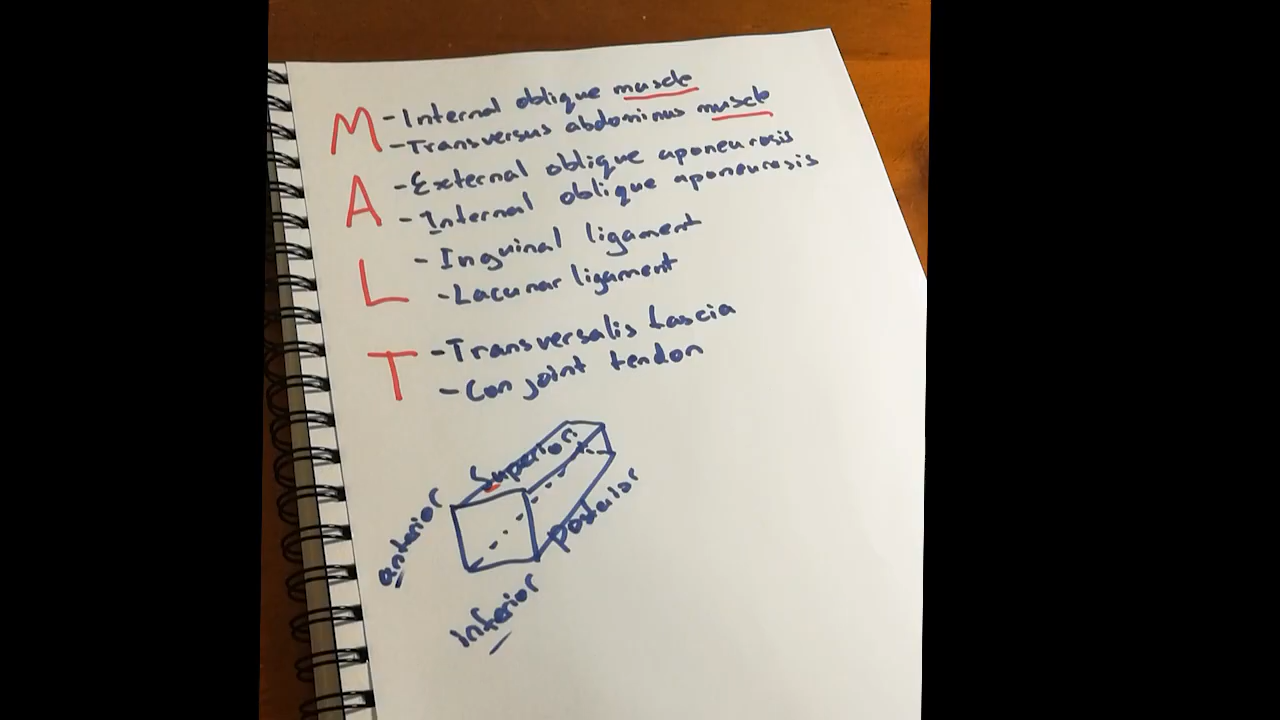 M - Internal oblique muscle
- Transversus abdominus muscle
A - External oblique aponeurosis
- Internal oblique aponeurosis
L - Inguinal ligament
- Lacunar ligament
T - Transversalis fascia
- Conjoint tendon
Superior
anterior
Posterior
Inferior